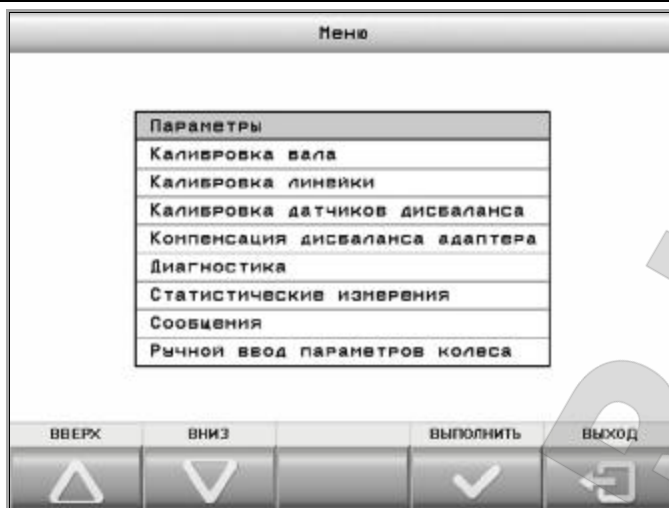 Меню
Параметры
Калибровка вала
Калибровка линейки
Калибровка датчиков дисбаланса
Компенсация дисбаланса адаптера
Диагностика
Статистические измерения
Сообщения
Ручной ввод параметров колеса
ВВЕРХ ВНИЗ ВЫПОЛНИТЬ ВЫХОД